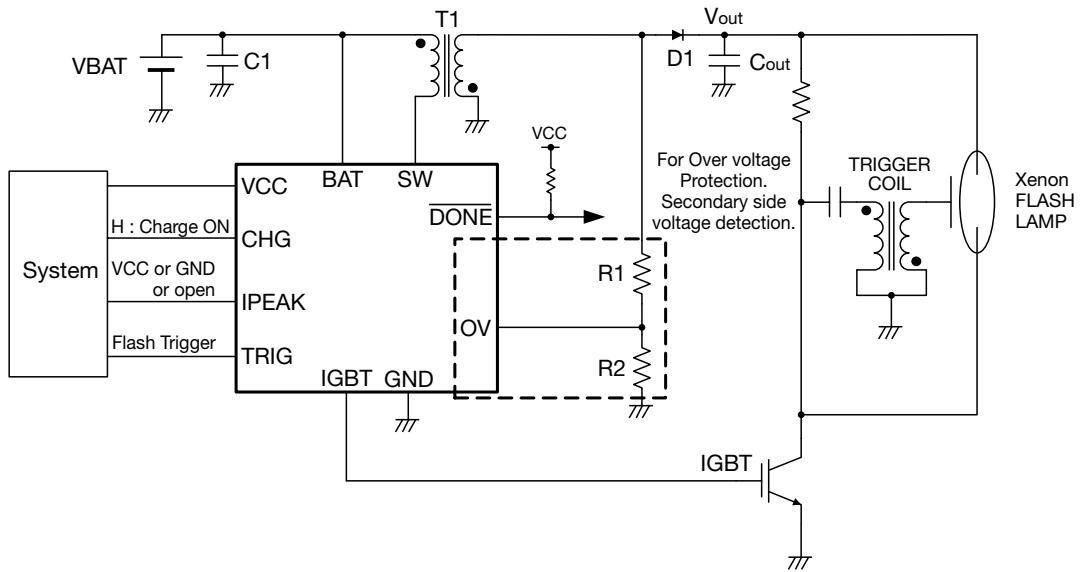 T1
Vout
VBAT
C1
D1
Cout
VCC
For Over voltage
Protection.
Secondary side
voltage detection.
TRIGGER
COIL
Xenon
FLASH
LAMP
System
H : Charge ON
VCC or GND
or open
Flash Trigger
VCC
CHG
IPEAK
TRIG
BAT
SW
DONE
OV
IGBT
GND
R1
R2
IGBT